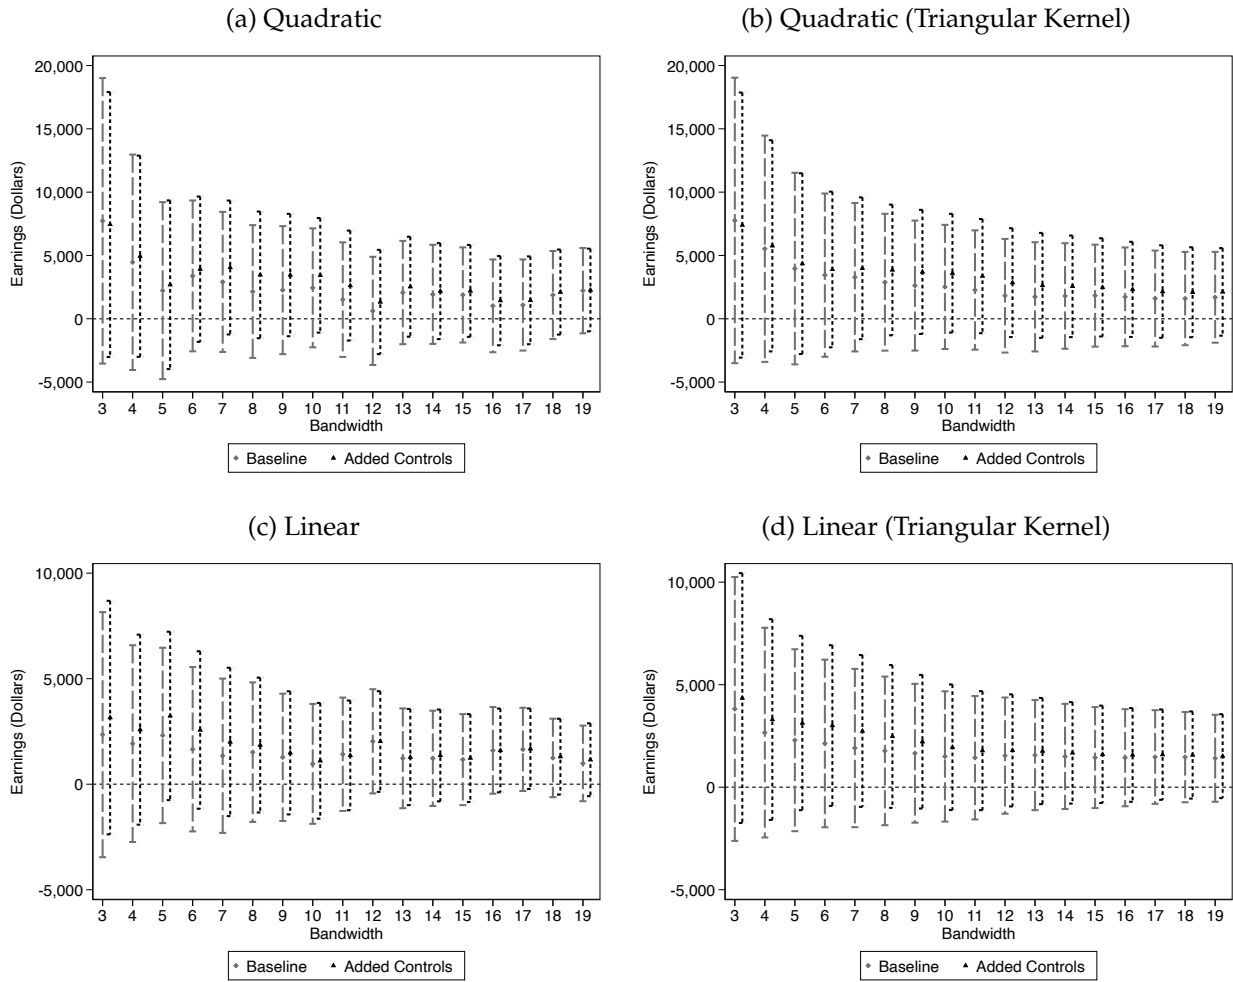 (a) Quadratic
Earnings (Dollars)
20,000
15,000
10,000
5,000
0
-5,000
3 4 5 6 7 8 9 10 11 12 13 14 15 16 17 18 19
Bandwidth
Baseline Added Controls
(b) Quadratic (Triangular Kernel)
Earnings (Dollars)
20,000
15,000
10,000
5,000
0
-5,000
3 4 5 6 7 8 9 10 11 12 13 14 15 16 17 18 19
Bandwidth
Baseline Added Controls
(c) Linear
Earnings (Dollars)
10,000
5,000
0
-5,000
3 4 5 6 7 8 9 10 11 12 13 14 15 16 17 18 19
Bandwidth
Baseline Added Controls
(d) Linear (Triangular Kernel)
Earnings (Dollars)
10,000
5,000
0
-5,000
3 4 5 6 7 8 9 10 11 12 13 14 15 16 17 18 19
Bandwidth
Baseline Added Controls